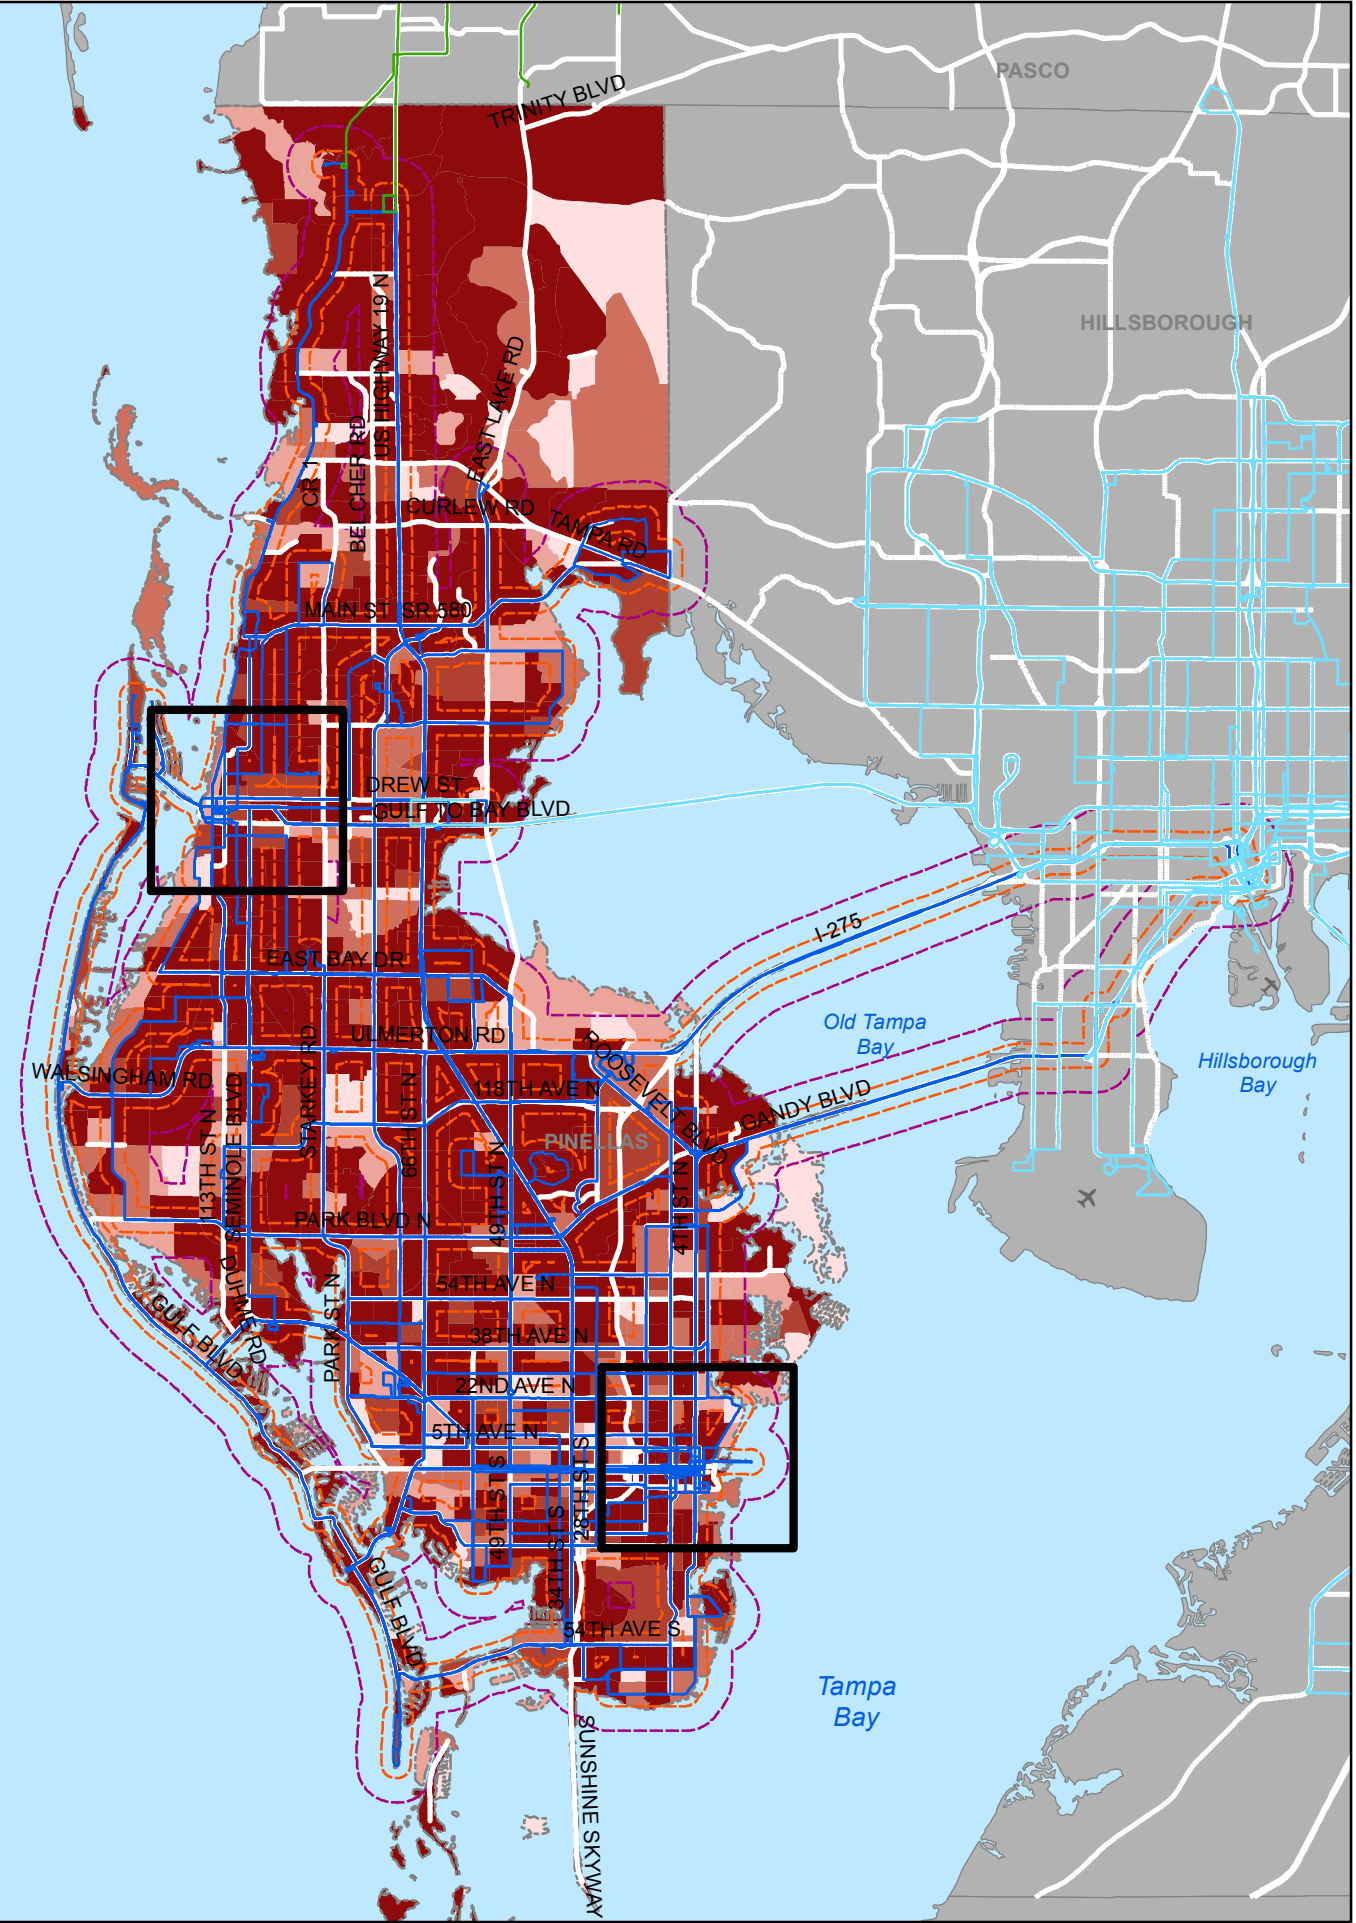 PASCO
TRINITY BLVD
HILLSBOROUGH
US HIGHWAY 19 N
EAST LAKE RD
BELCHER RD
CR 1
CURLEW RD
TAMPA RD
MAIN ST SR 580
DREW ST
GULF TO BAY BLVD
I-275
EAST BAY DR
Old Tampa
Bay
ULMERTON RD
STARKEY RD
ROOSEVELT BLVD
Hillsborough
Bay
WALSINGHAM RD
118TH AVE N
GANDY BLVD
113TH ST N
SEMINOLE BLVD
66TH ST N
PINELLAS
49TH ST N
4TH ST N
PARK BLVD N
DUHME RD
54TH AVE N
PARK ST N
GULF BLVD
38TH AVE N
22ND AVE N
5TH AVE N
49TH ST S
28TH ST S
34TH ST S
GULF BLVD
54TH AVE S
Tampa
Bay
SUNSHINE SKYWAY